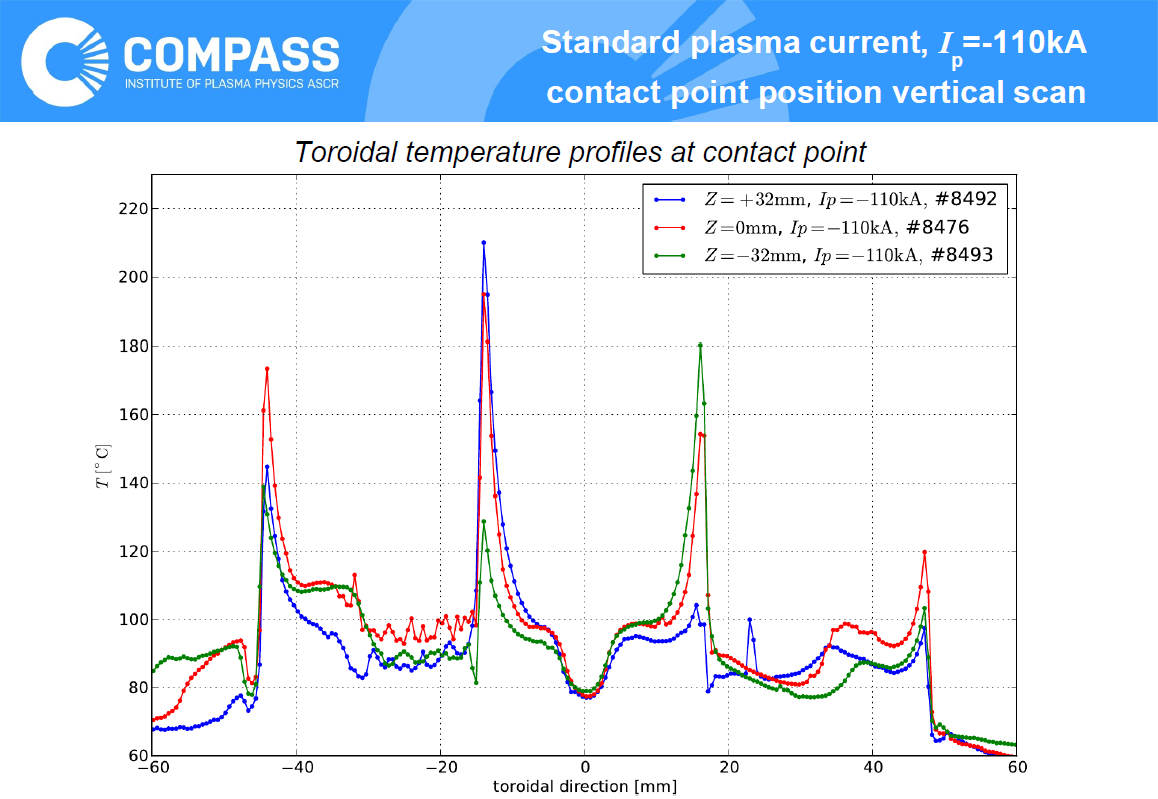 COMPASS
INSTITUTE OF PLASMA PHYSICS ASCR
Standard plasma current, Ip=-110kA
contact point position vertical scan
Toroidal temperature profiles at contact point
Z = +32mm, Ip = −110kA, #8492
Z = 0mm, Ip = −110kA, #8476
Z = −32mm, Ip = −110kA, #8493
220
200
180
160
140
120
100
80
60
T [°C]
−60 −40 −20 0 20 40 60
toroidal direction [mm]